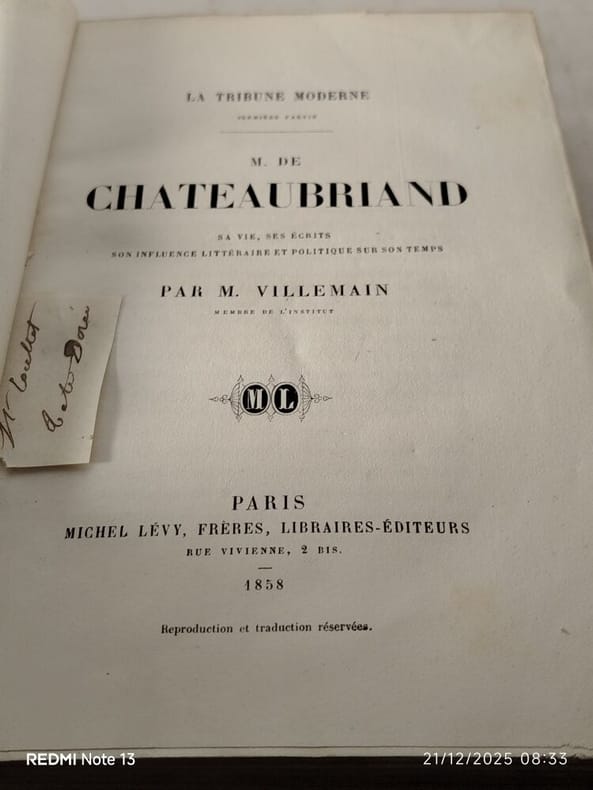 LA TRIBUNE MODERNE
PREMIÈRE PARTIE
M. DE
CHATEAUBRIAND
SA VIE, SES ÉCRITS
SON INFLUENCE LITTÉRAIRE ET POLITIQUE SUR SON TEMPS
PAR M. VILLEMAIN
MEMBRE DE L'INSTITUT
M L
PARIS
MICHEL LÉVY, FRÈRES, LIBRAIRES-ÉDITEURS
RUE VIVIENNE, 2 BIS.
1858
Reproduction et traduction réservées.
REDMI Note 13
21/12/2025 08:33